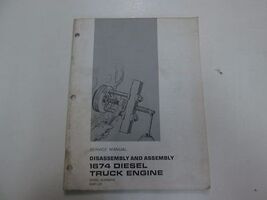 SERVICE MANUAL
DISASSEMBLY AND ASSEMBLY
1674 DIESEL
TRUCK ENGINE